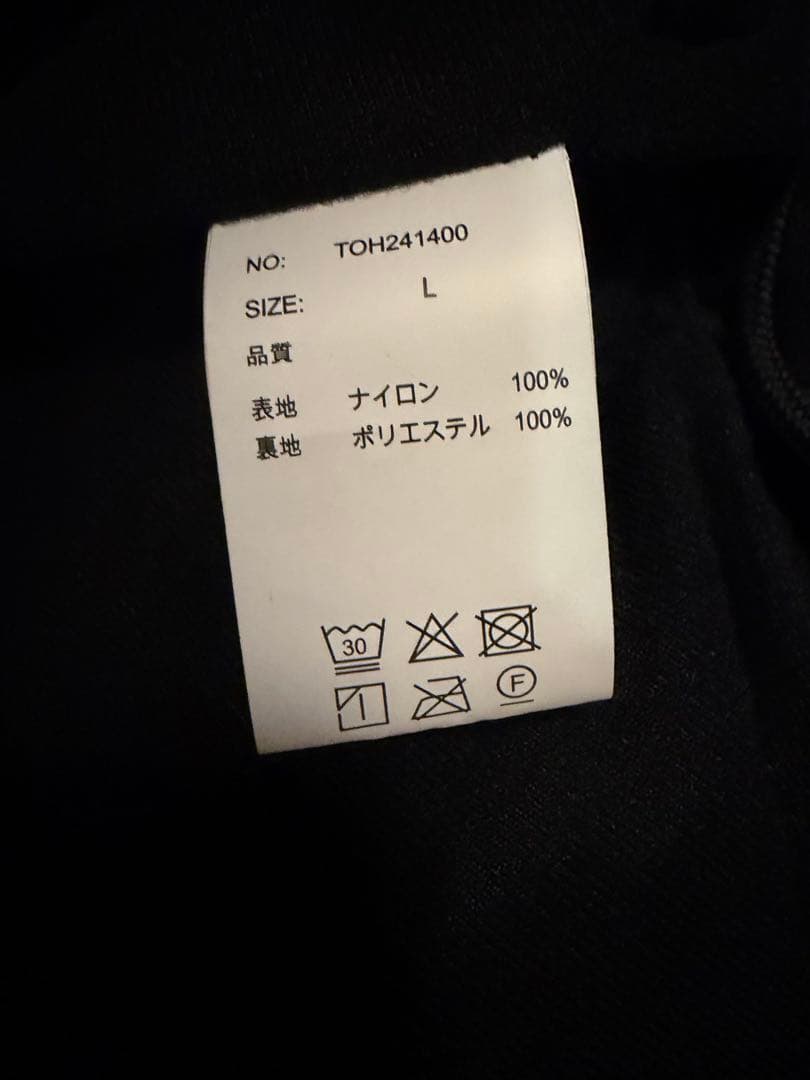 NO: TOH241400
SIZE: L
品質
表地 ナイロン 100%
裏地 ポリエステル 100%
30
F